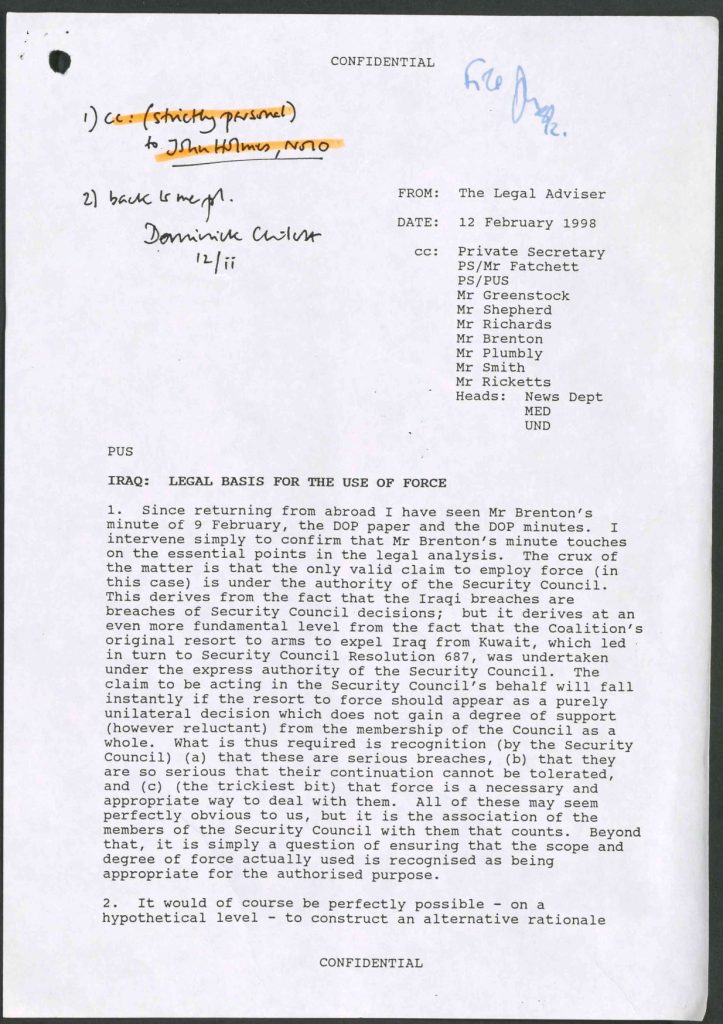 CONFIDENTIAL
File
1) cc: (strictly personal)
to John Holmes, No10
2) back to me pl.
Dominick Chilcott
12/ii
FROM: The Legal Adviser
DATE: 12 February 1998
cc: Private Secretary
PS/Mr Fatchett
PS/PUS
Mr Greenstock
Mr Shepherd
Mr Richards
Mr Brenton
Mr Plumbly
Mr Smith
Mr Ricketts
Heads: News Dept
MED
UND
PUS
IRAQ: LEGAL BASIS FOR THE USE OF FORCE
1. Since returning from abroad I have seen Mr Brenton's
minute of 9 February, the DOP paper and the DOP minutes. I
intervene simply to confirm that Mr Brenton's minute touches
on the essential points in the legal analysis. The crux of
the matter is that the only valid claim to employ force (in
this case) is under the authority of the Security Council.
This derives from the fact that the Iraqi breaches are
breaches of Security Council decisions; but it derives at an
even more fundamental level from the fact that the Coalition's
original resort to arms to expel Iraq from Kuwait, which led
in turn to Security Council Resolution 687, was undertaken
under the express authority of the Security Council. The
claim to be acting in the Security Council's behalf will fall
instantly if the resort to force should appear as a purely
unilateral decision which does not gain a degree of support
(however reluctant) from the membership of the Council as a
whole. What is thus required is recognition (by the Security
Council) (a) that these are serious breaches, (b) that they
are so serious that their continuation cannot be tolerated,
and (c) (the trickiest bit) that force is a necessary and
appropriate way to deal with them. All of these may seem
perfectly obvious to us, but it is the association of the
members of the Security Council with them that counts. Beyond
that, it is simply a question of ensuring that the scope and
degree of force actually used is recognised as being
appropriate for the authorised purpose.
2. It would of course be perfectly possible - on a
hypothetical level - to construct an alternative rationale
CONFIDENTIAL